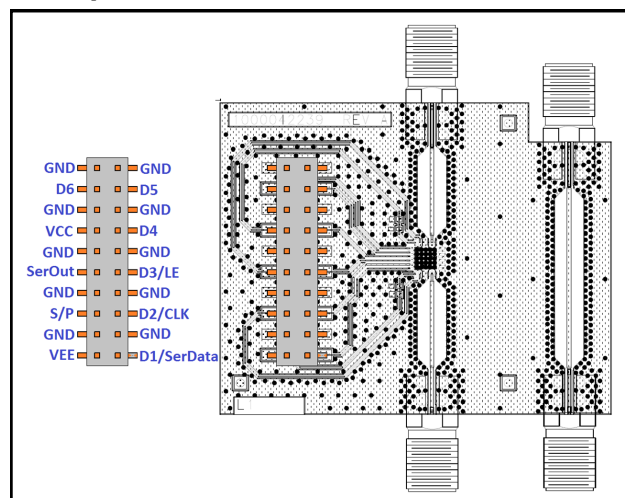 1000042239 REV A
GND GND
D6 D5
GND GND
VCC D4
GND GND
SerOut D3/LE
GND GND
S/P D2/CLK
GND GND
VEE D1/SerData